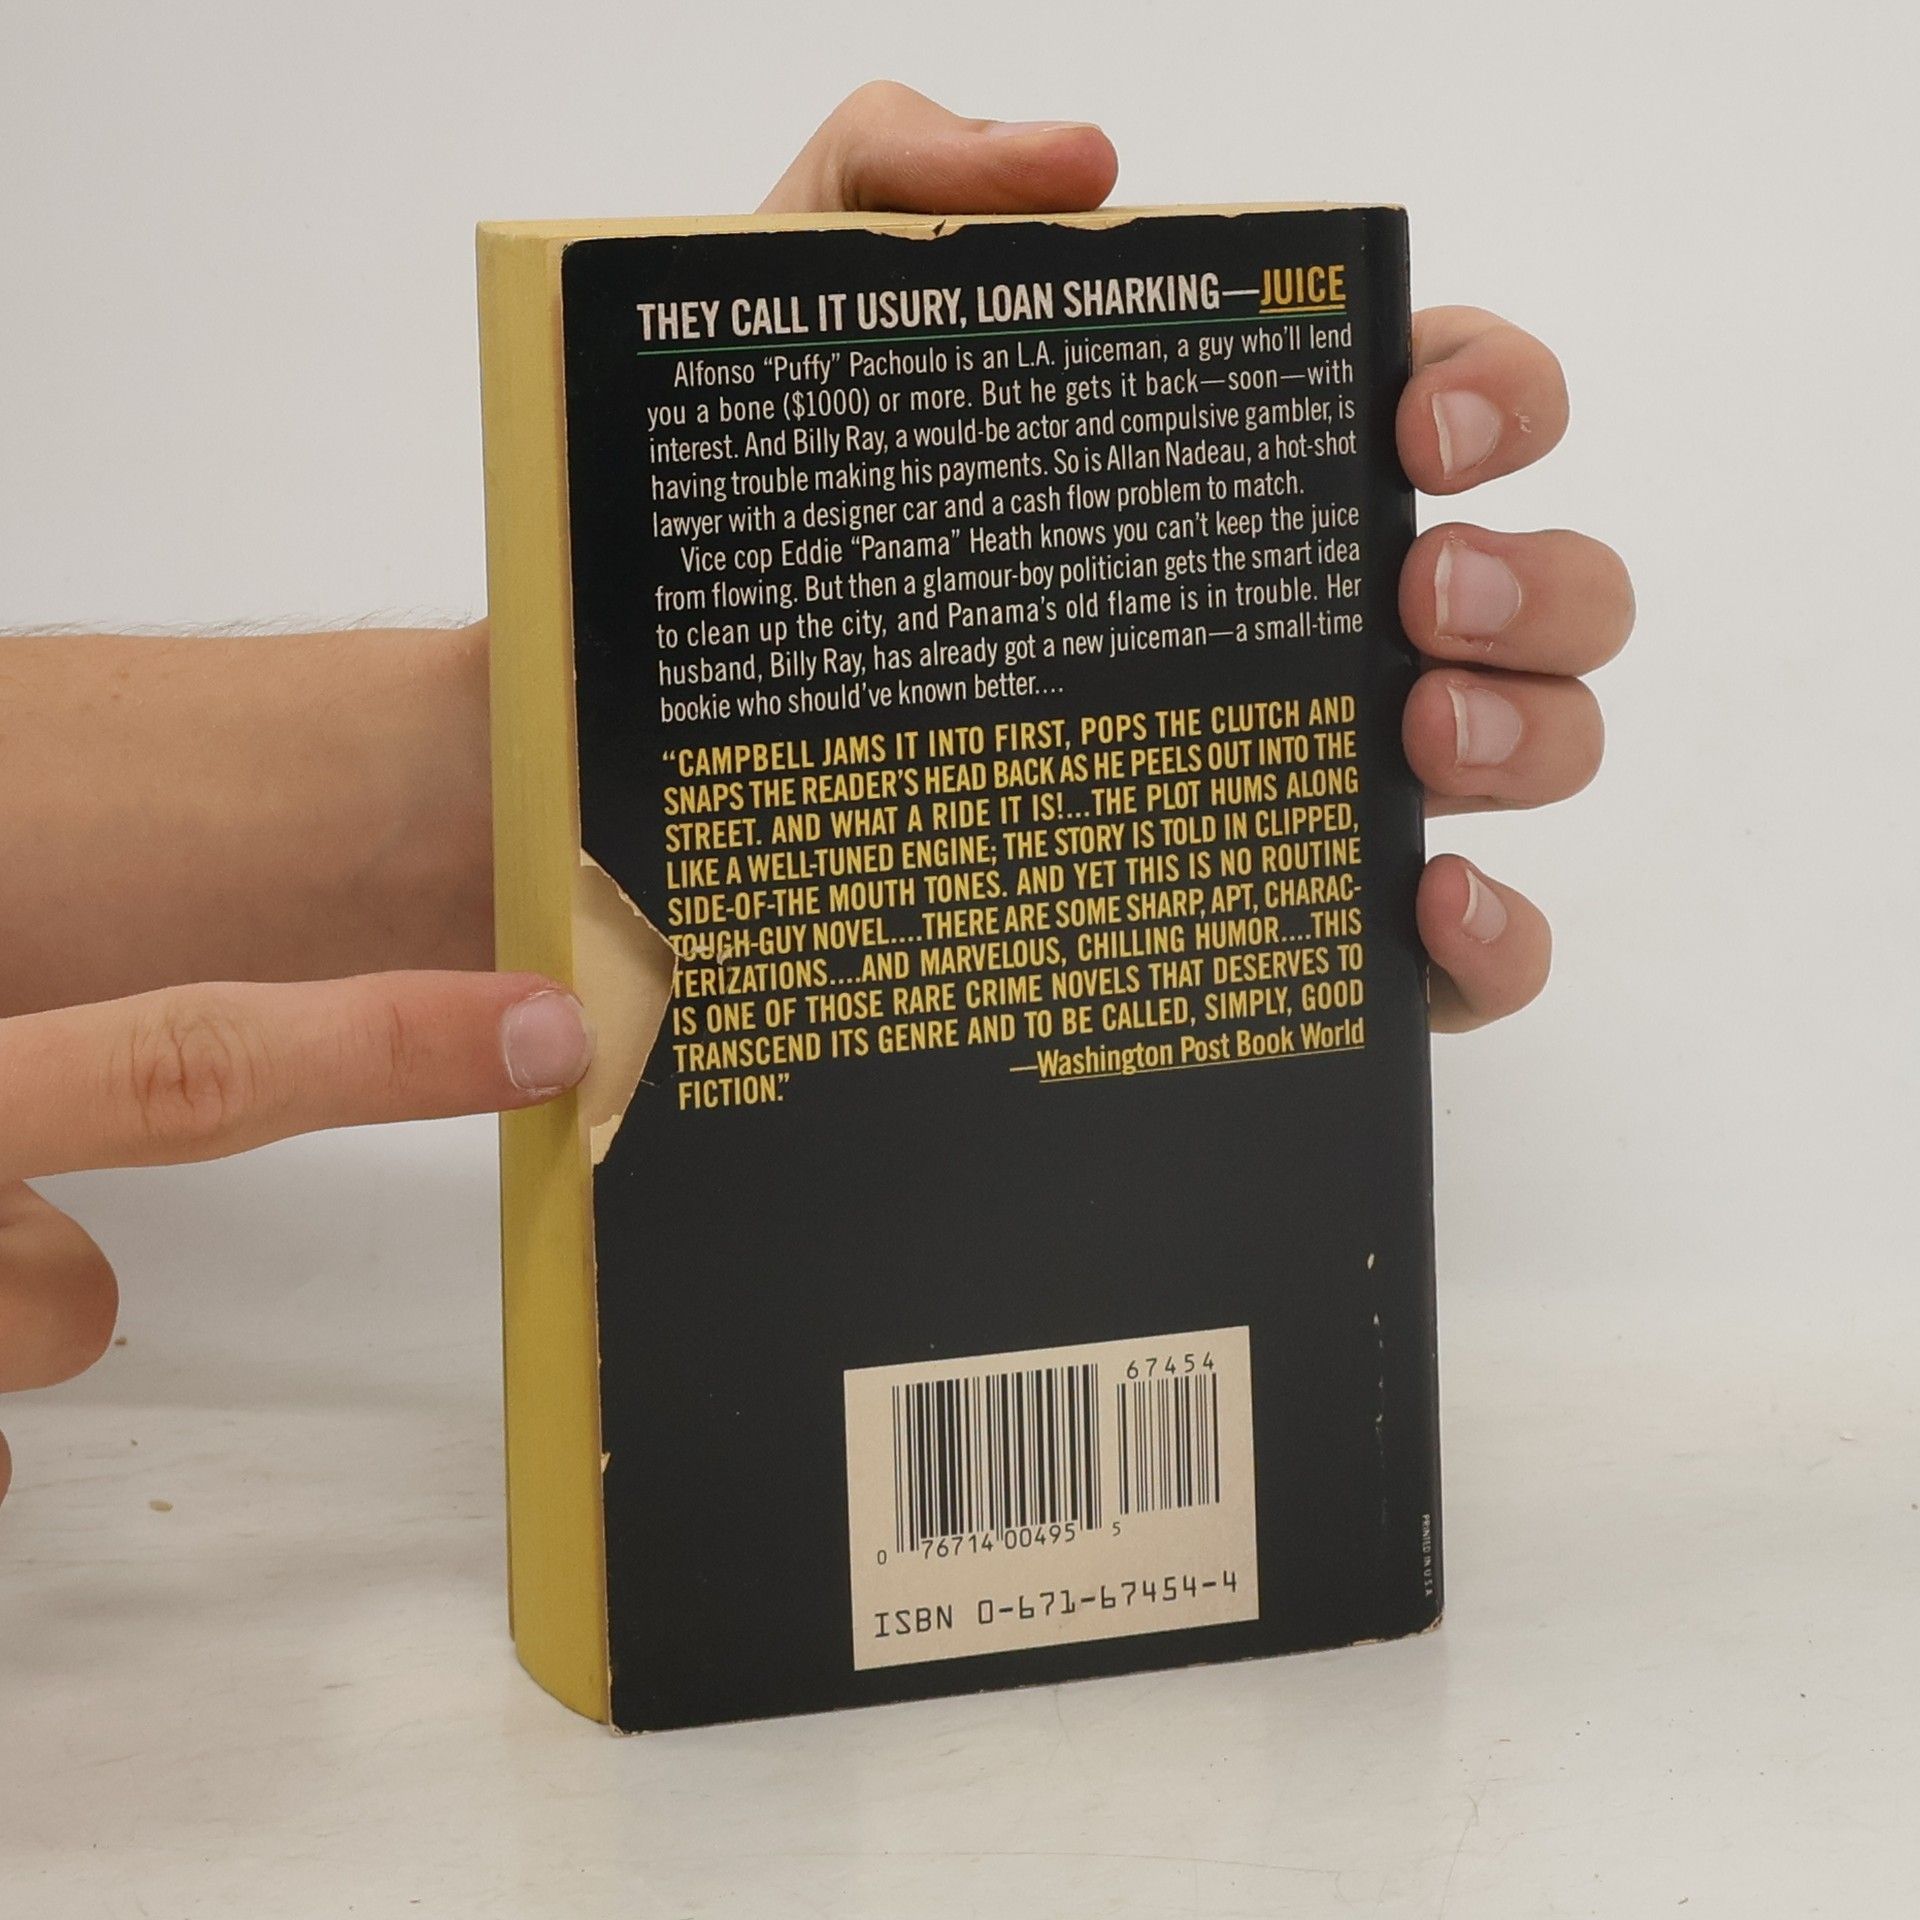 THEY CALL IT USURY, LOAN SHARKING—JUICE
Alfonso “Puffy” Pachoulo is an L.A. juiceman, a guy who’ll lend
you a bone ($1000) or more. But he gets it back—soon—with
interest. And Billy Ray, a would-be actor and compulsive gambler, is
having trouble making his payments. So is Allan Nadeau, a hot-shot
lawyer with a designer car and a cash flow problem to match.
Vice cop Eddie “Panama” Heath knows you can’t keep the juice
from flowing. But then a glamour-boy politician gets the smart idea
to clean up the city, and Panama’s old flame is in trouble. Her
husband, Billy Ray, has already got a new juiceman—a small-time
bookie who should’ve known better....
“CAMPBELL JAMS IT INTO FIRST, POPS THE CLUTCH AND
SNAPS THE READER’S HEAD BACK AS HE PEELS OUT INTO THE
STREET. AND WHAT A RIDE IT IS!...THE PLOT HUMS ALONG
LIKE A WELL-TUNED ENGINE; THE STORY IS TOLD IN CLIPPED,
SIDE-OF-THE MOUTH TONES. AND YET THIS IS NO ROUTINE
TOUGH-GUY NOVEL....THERE ARE SOME SHARP, APT, CHARAC-
TERIZATIONS....AND MARVELOUS, CHILLING HUMOR....THIS
IS ONE OF THOSE RARE CRIME NOVELS THAT DESERVES TO
TRANSCEND ITS GENRE AND TO BE CALLED, SIMPLY, GOOD
FICTION.”
—Washington Post Book World
67454
0 76714 00495 5
ISBN 0-671-67454-4
PRINTED IN U.S.A.